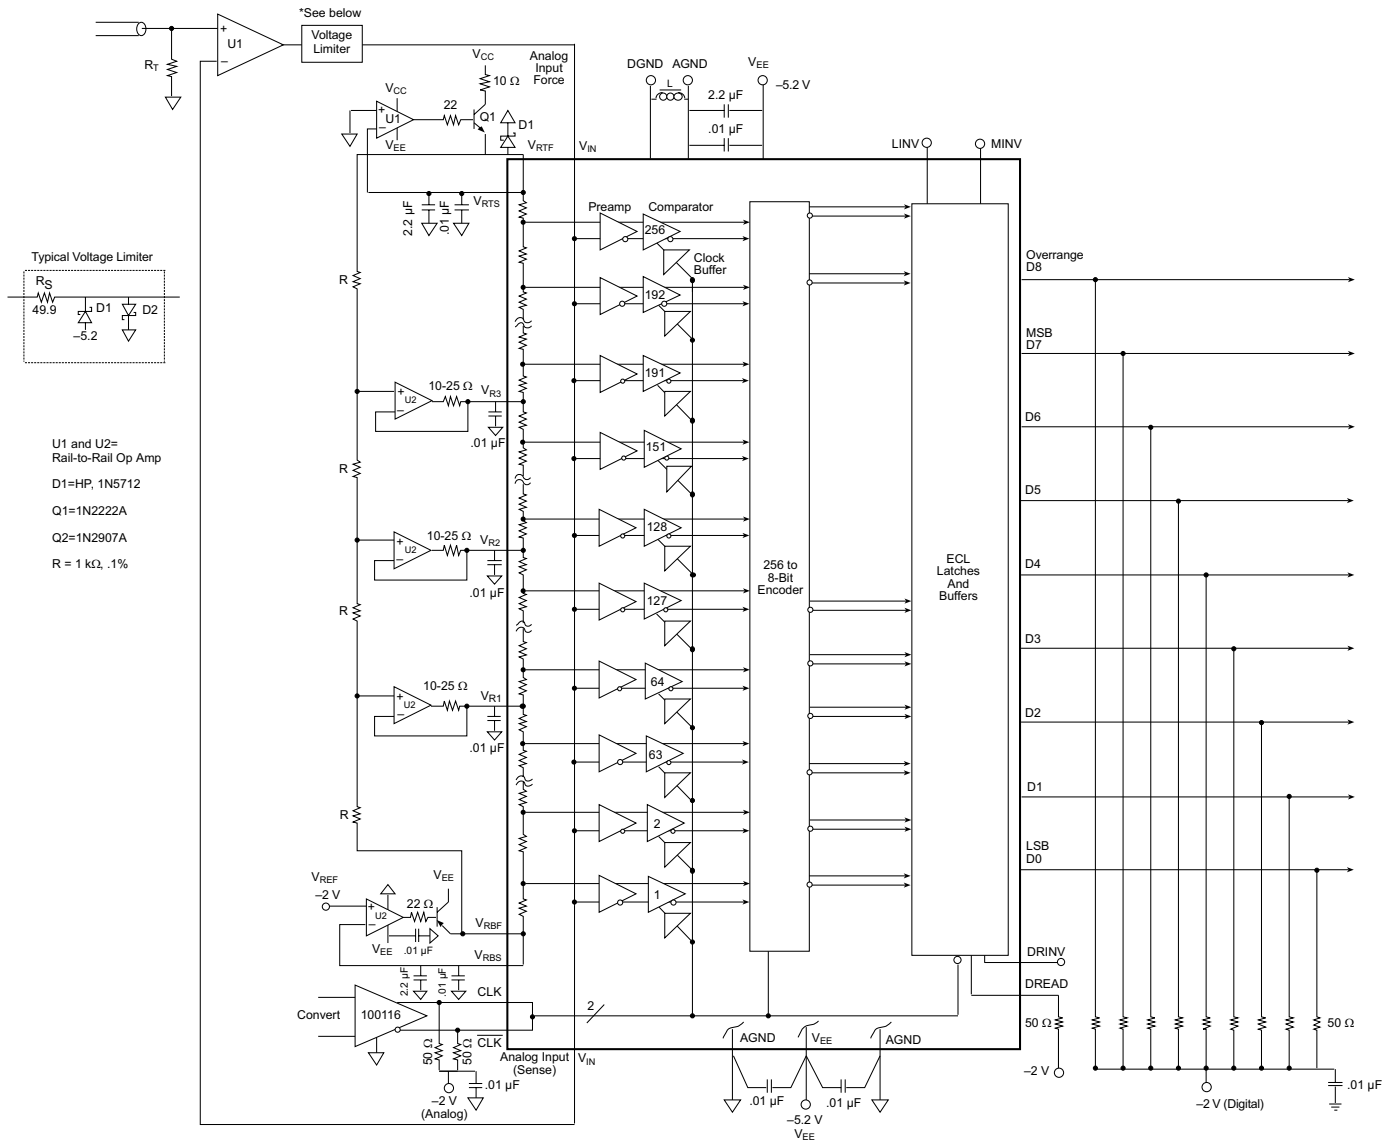 *See below
U1
+
–
Voltage
Limiter
R_T
Analog
Input
Force
V_CC
10 Ω
V_CC
+
U1
–
V_EE
22
Q1
D1
V_RTF
V_IN
V_RTS
2.2 µF
.01 µF
DGND
AGND
L
V_EE
–5.2 V
2.2 µF
.01 µF
LINV
MINV
Preamp
Comparator
256
Clock
Buffer
192
191
151
128
127
64
63
2
1
Typical Voltage Limiter
R_S
49.9
D1
–5.2
D2
U1 and U2=
Rail-to-Rail Op Amp
D1=HP, 1N5712
Q1=1N2222A
Q2=1N2907A
R = 1 kΩ, .1%
R
R
R
R
+
–
U2
10-25 Ω
V_R3
.01 µF
+
–
U2
10-25 Ω
V_R2
.01 µF
+
–
U2
10-25 Ω
V_R1
.01 µF
256 to
8-Bit
Encoder
ECL
Latches
And
Buffers
Overrange
D8
MSB
D7
D6
D5
D4
D3
D2
D1
LSB
D0
V_REF
–2 V
+
–
U2
22 Ω
V_EE
V_EE
.01 µF
V_RBF
V_RBS
2.2 µF
.01 µF
Convert
100116
CLK
CLK
50 Ω
50 Ω
–2 V
(Analog)
.01 µF
Analog Input
(Sense)
V_IN
2
AGND
V_EE
AGND
.01 µF
.01 µF
–5.2 V
V_EE
DRINV
DREAD
50 Ω
–2 V
50 Ω
–2 V (Digital)
.01 µF